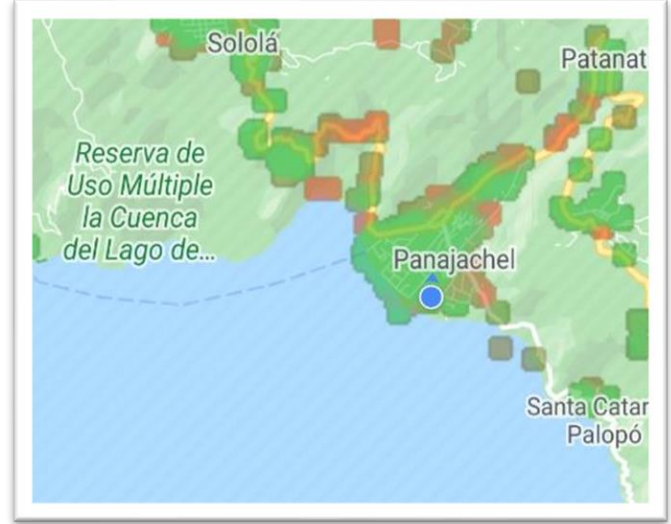 Sololá
Patanat
Reserva de
Uso Múltiple
la Cuenca
del Lago de...
Panajachel
Santa Catar
Palopó